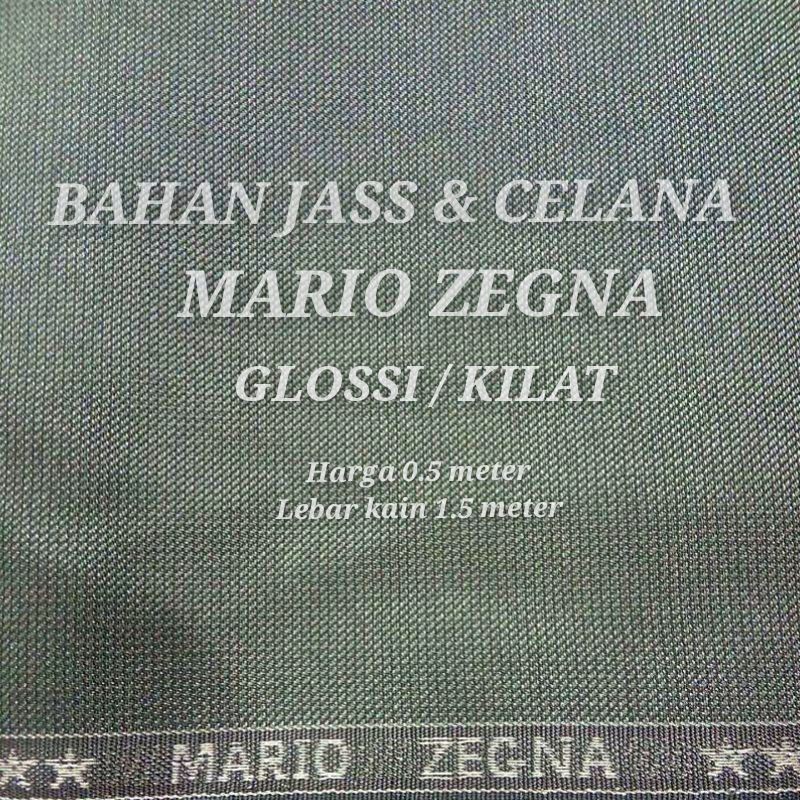 BAHAN JASS & CELANA
MARIO ZEGNA
GLOSSI / KILAT
Harga 0.5 meter
Lebar kain 1.5 meter
MARIO ZEGNA